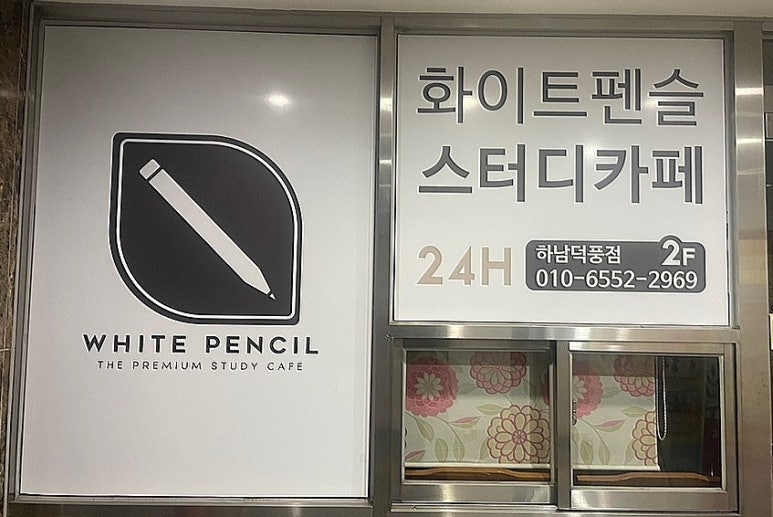 WHITE PENCIL
THE PREMIUM STUDY CAFE
화이트펜슬
스터디카페
24H
하남덕풍점 2F
010-6552-2969